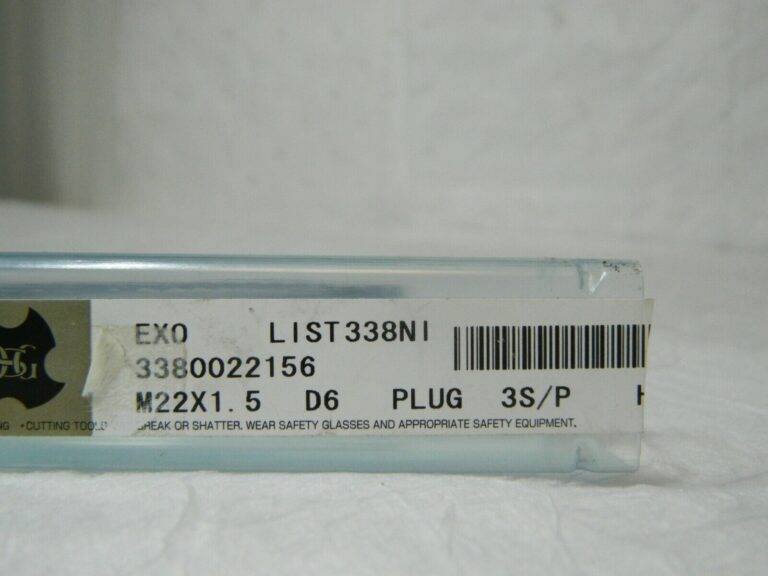 EXO LIST338NI
3380022156
M22X1.5 D6 PLUG 3S/P H
OSG
•CUTTING TOOLS
BREAK OR SHATTER. WEAR SAFETY GLASSES AND APPROPRIATE SAFETY EQUIPMENT.